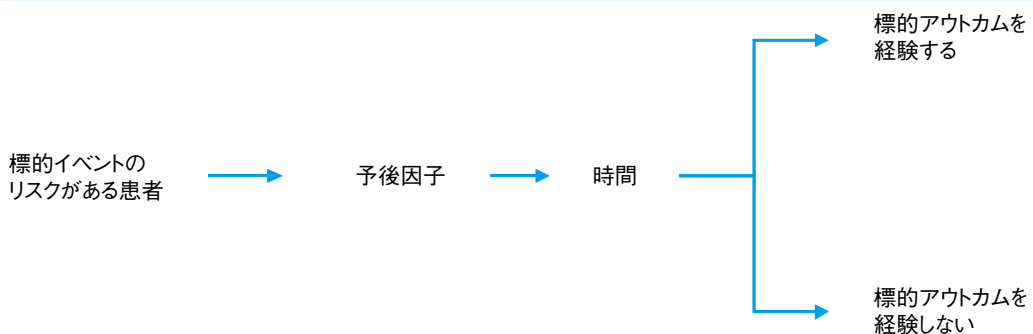 標的アウトカムを
経験する
標的イベントの
リスクがある患者
予後因子
時間
標的アウトカムを
経験しない